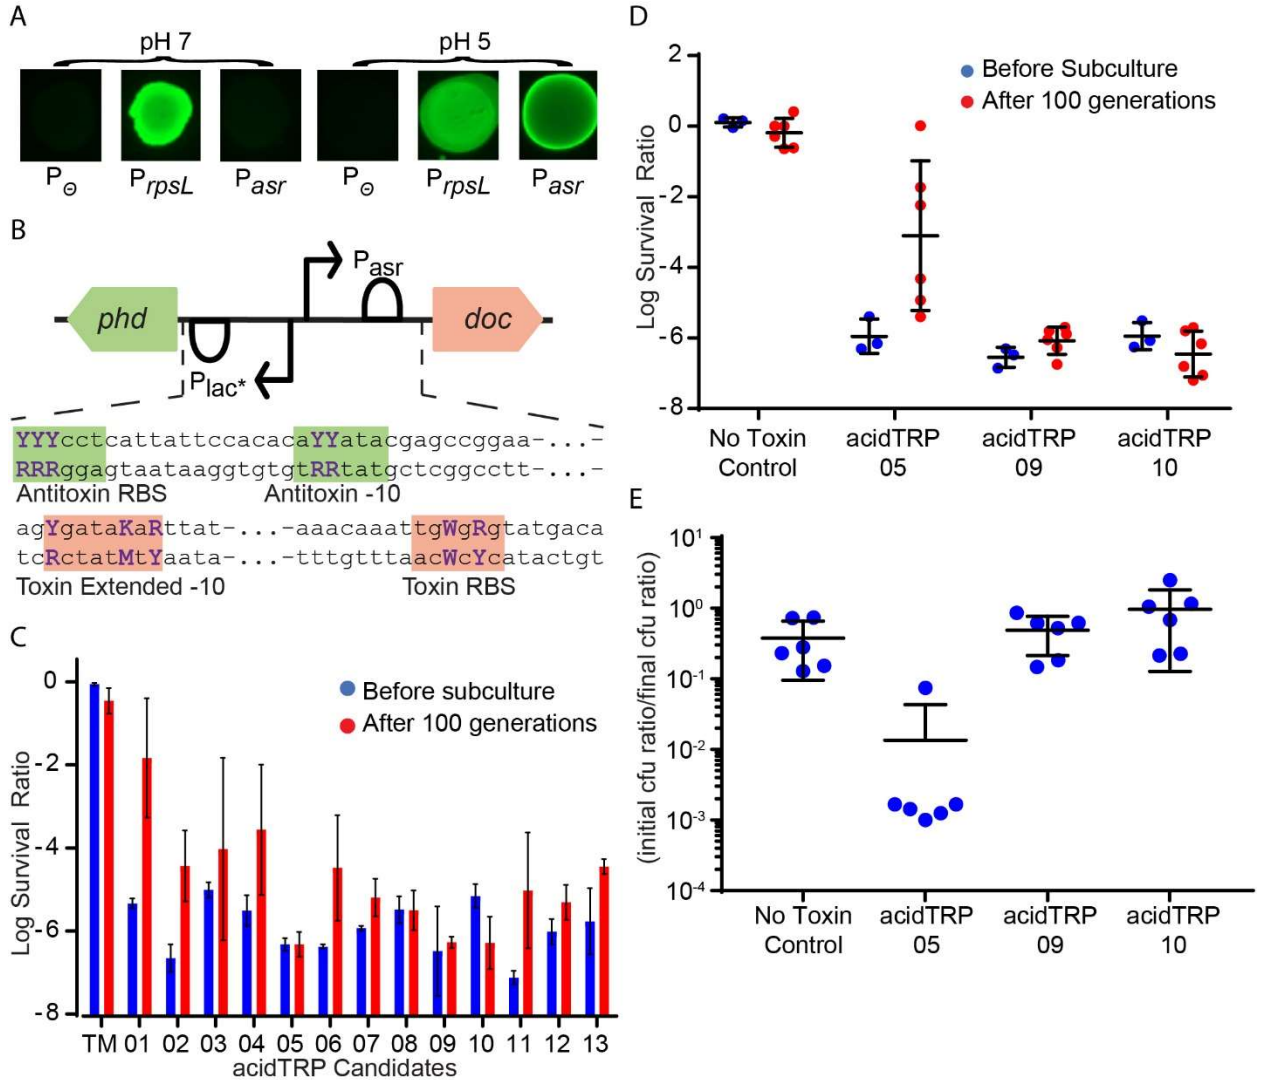 A
pH 7
pH 5
PΘ
PrpsL
Pasr
PΘ
PrpsL
Pasr
B
phd
Pasr
doc
Plac*
YYYcctcattattccacacaYYatacgagccggaa-...-
RRRggagtaataaggtgtgtRRtatgctcggcctt-...-
Antitoxin RBS
Antitoxin -10
agYgataKaRttat-...-aaacaaattgWgRgtatgaca
tcRctatMtYaata-...-tttgtttaacWcYcatactgt
Toxin Extended -10
Toxin RBS
C
Log Survival Ratio
0
-2
-4
-6
-8
Before subculture
After 100 generations
TM 01 02 03 04 05 06 07 08 09 10 11 12 13
acidTRP Candidates
D
Log Survival Ratio
2
0
-2
-4
-6
-8
Before Subculture
After 100 generations
No Toxin Control
acidTRP 05
acidTRP 09
acidTRP 10
E
(initial cfu ratio/final cfu ratio)
10¹
10⁰
10⁻¹
10⁻²
10⁻³
10⁻⁴
No Toxin Control
acidTRP 05
acidTRP 09
acidTRP 10